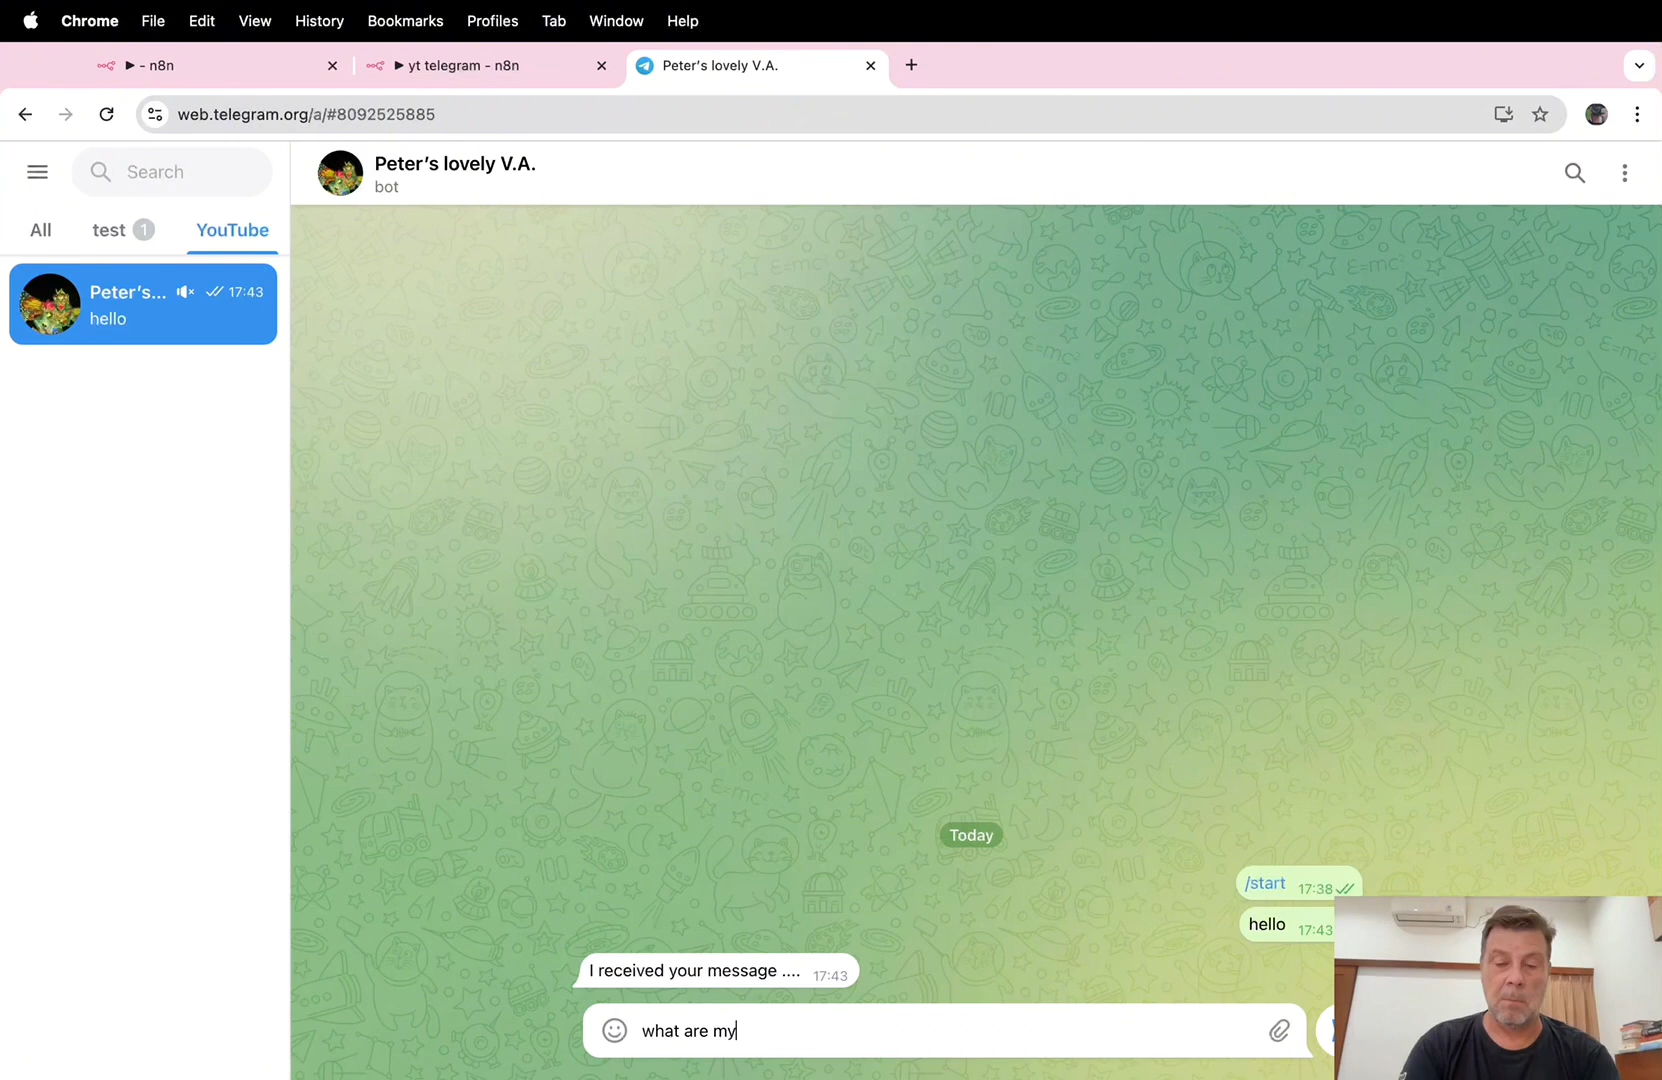 Chrome File Edit View History Bookmarks Profiles Tab Window Help
- n8n
yt telegram - n8n
Peter's lovely V.A.
web.telegram.org/a/#8092525885
Search
Peter's lovely V.A.
bot
All test 1 YouTube
Peter's... 17:43
hello
E=mc²
Today
/start 17:38
hello 17:43
I received your message .... 17:43
what are my